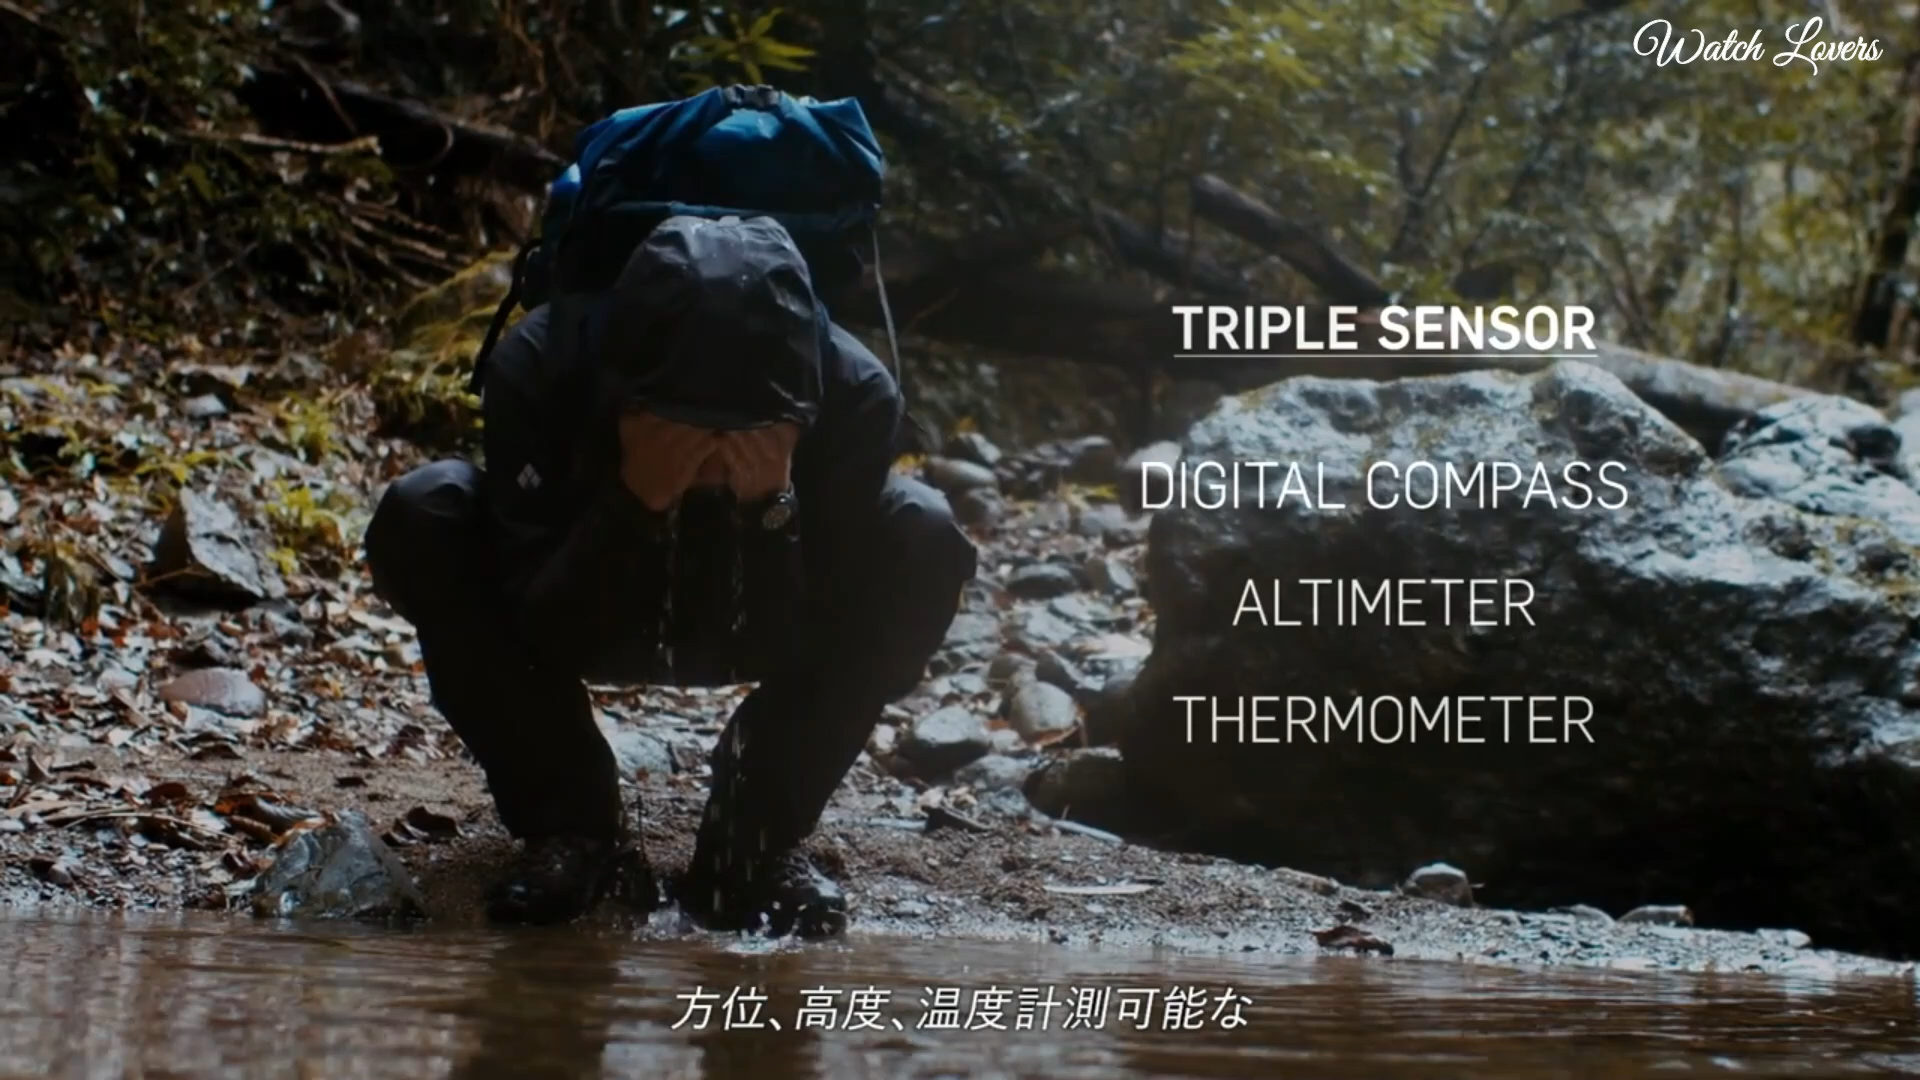 Watch Lovers
TRIPLE SENSOR
DIGITAL COMPASS
ALTIMETER
THERMOMETER
方位、高度、温度計測可能な